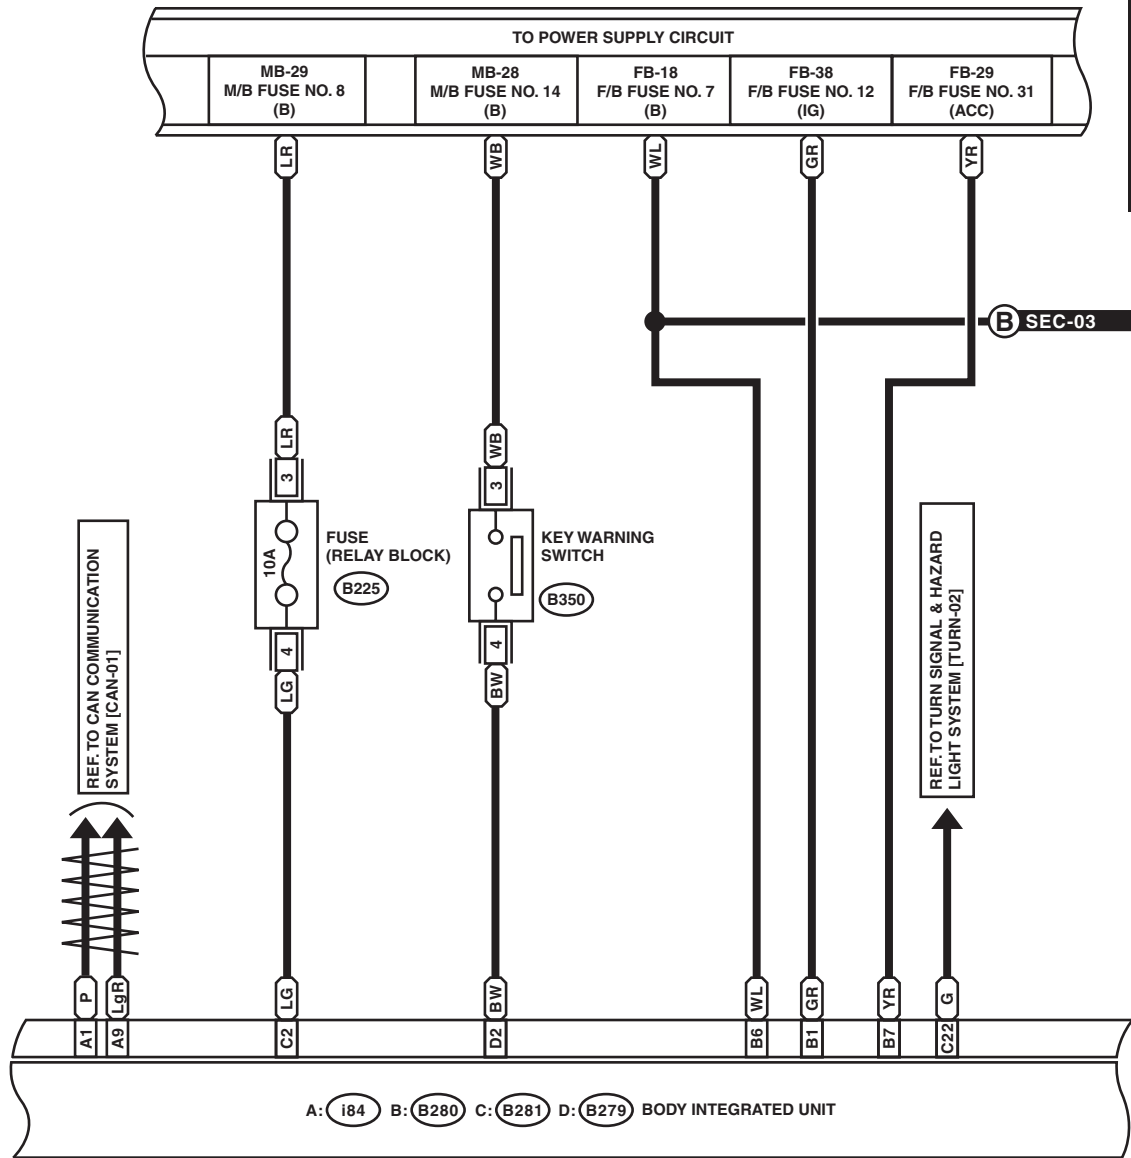 TO POWER SUPPLY CIRCUIT
MB-29
M/B FUSE NO. 8
(B)
MB-28
M/B FUSE NO. 14
(B)
FB-18
F/B FUSE NO. 7
(B)
FB-38
F/B FUSE NO. 12
(IG)
FB-29
F/B FUSE NO. 31
(ACC)
LR
WB
WL
GR
YR
B SEC-03
LR
WB
3
3
10A
FUSE
(RELAY BLOCK)
B225
KEY WARNING
SWITCH
B350
4
4
LG
BW
REF. TO CAN COMMUNICATION
SYSTEM [CAN-01]
REF. TO TURN SIGNAL & HAZARD
LIGHT SYSTEM [TURN-02]
P
LgR
LG
BW
WL
GR
YR
G
A1
A9
C2
D2
B6
B1
B7
C22
A: i84 B: B280 C: B281 D: B279 BODY INTEGRATED UNIT